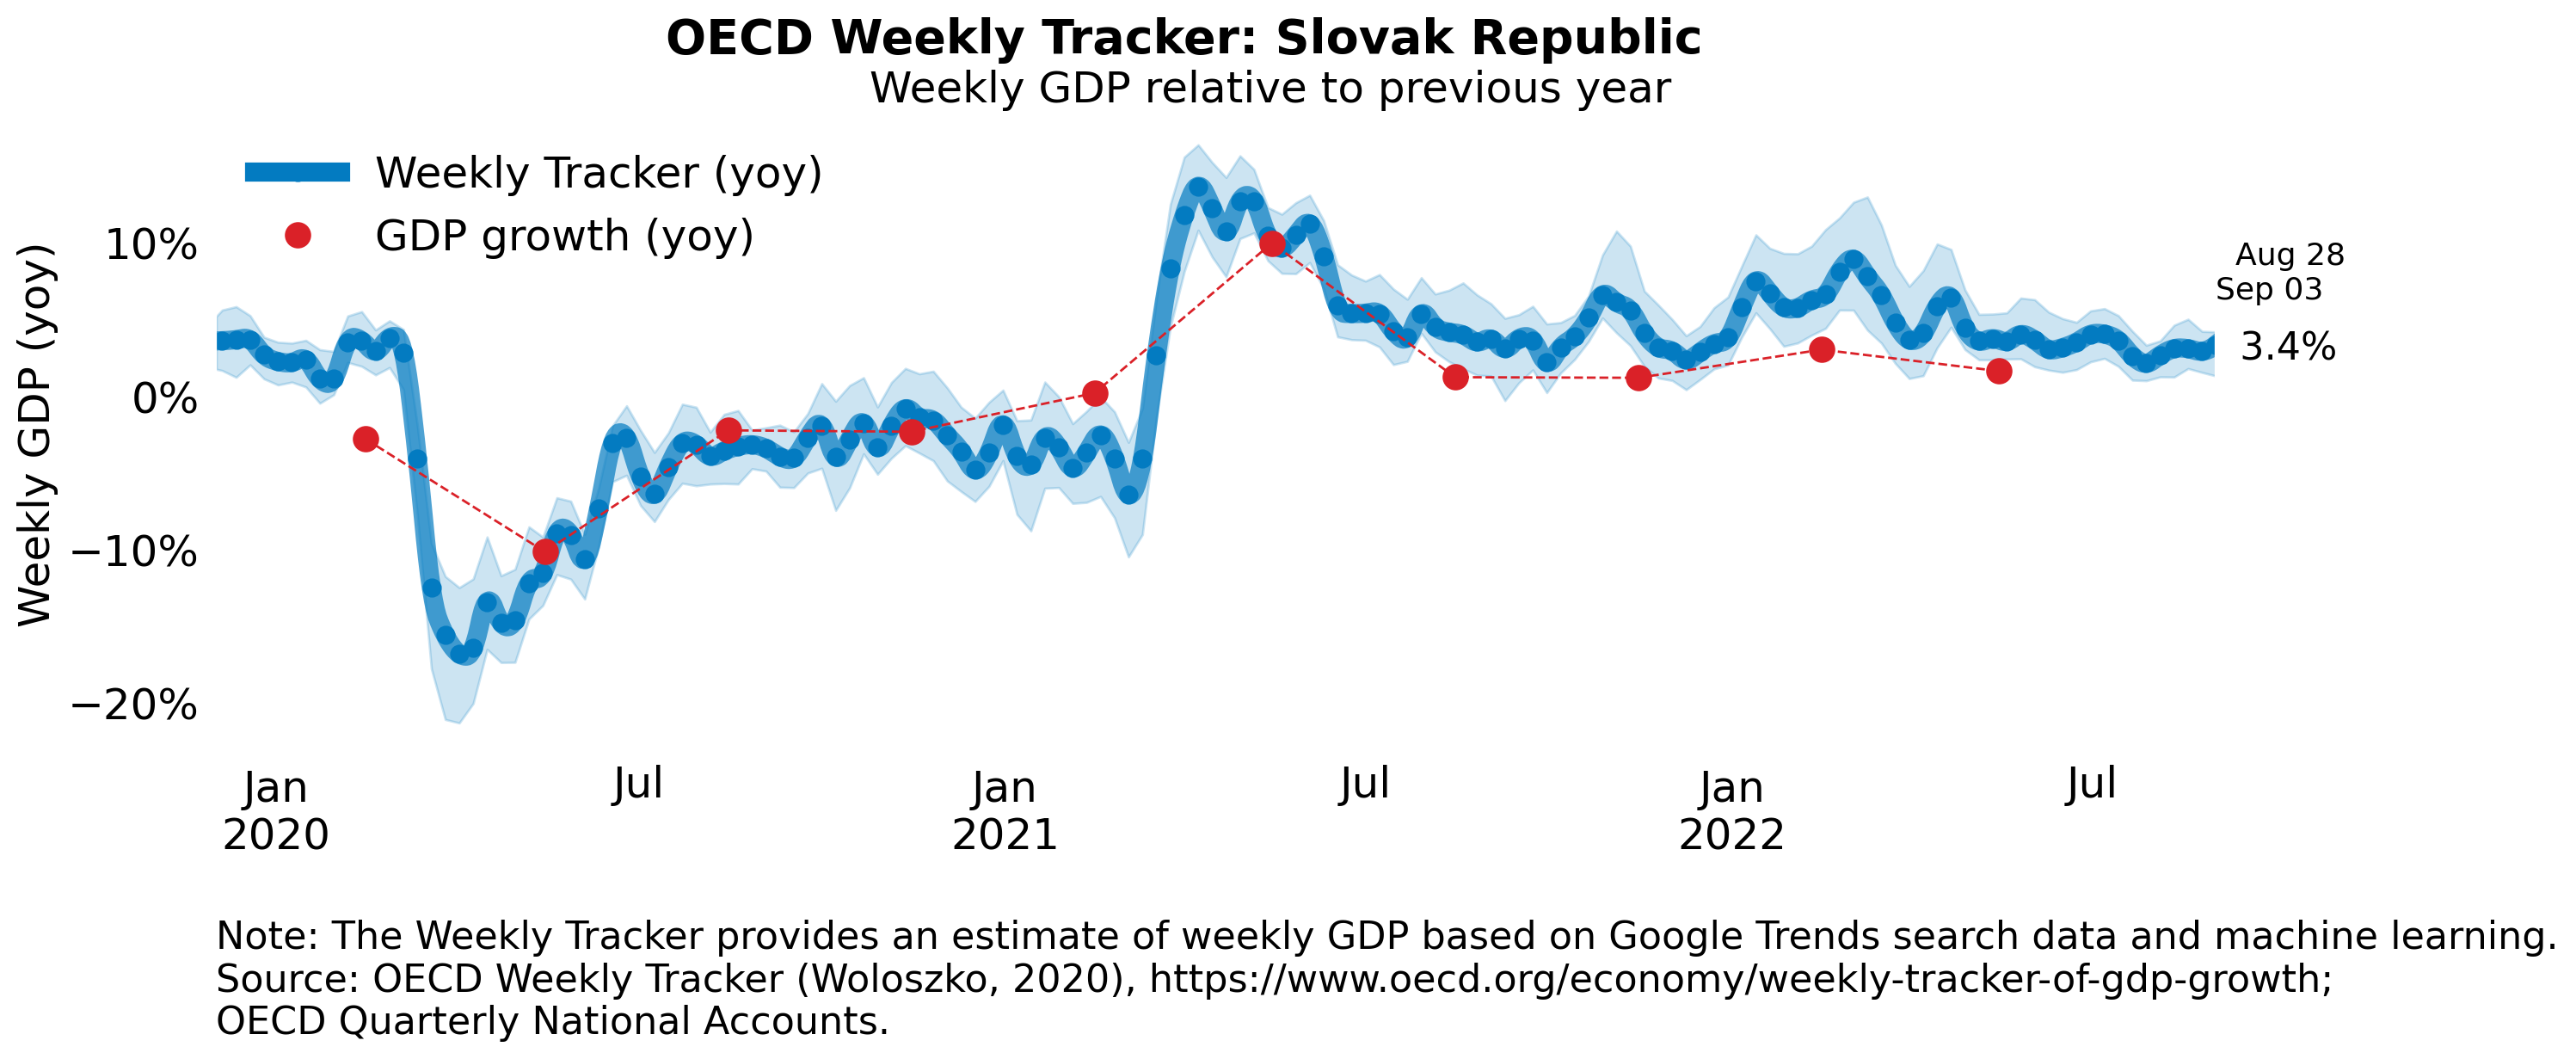 OECD Weekly Tracker: Slovak Republic
Weekly GDP relative to previous year
Weekly Tracker (yoy)
GDP growth (yoy)
Weekly GDP (yoy)
10%
0%
−10%
−20%
Aug 28
Sep 03
3.4%
Jan
2020
Jul
Jan
2021
Jul
Jan
2022
Jul
Note: The Weekly Tracker provides an estimate of weekly GDP based on Google Trends search data and machine learning.
Source: OECD Weekly Tracker (Woloszko, 2020), https://www.oecd.org/economy/weekly-tracker-of-gdp-growth;
OECD Quarterly National Accounts.